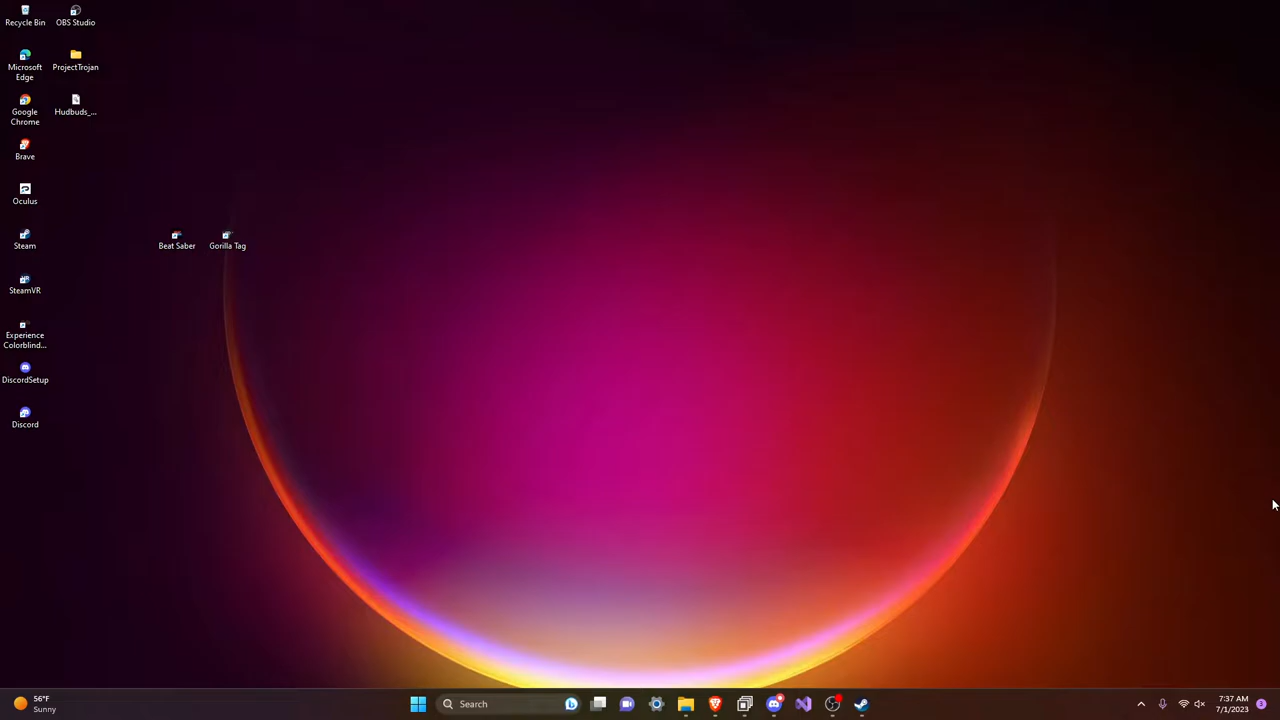 Recycle Bin
OBS Studio
Microsoft
Edge
ProjectTrojan
Google
Chrome
Hudbuds_...
Brave
Oculus
Steam
Beat Saber
Gorilla Tag
SteamVR
Experience
Colorblind...
DiscordSetup
Discord
56°F
Sunny
Search
7:37 AM
7/1/2023
3